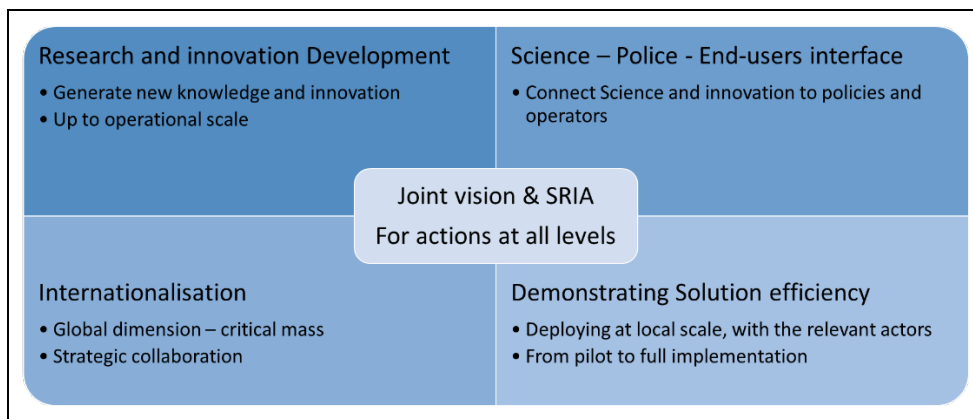 Research and innovation Development
• Generate new knowledge and innovation
• Up to operational scale
Science – Police - End-users interface
• Connect Science and innovation to policies and
operators
Joint vision & SRIA
For actions at all levels
Internationalisation
• Global dimension – critical mass
• Strategic collaboration
Demonstrating Solution efficiency
• Deploying at local scale, with the relevant actors
• From pilot to full implementation